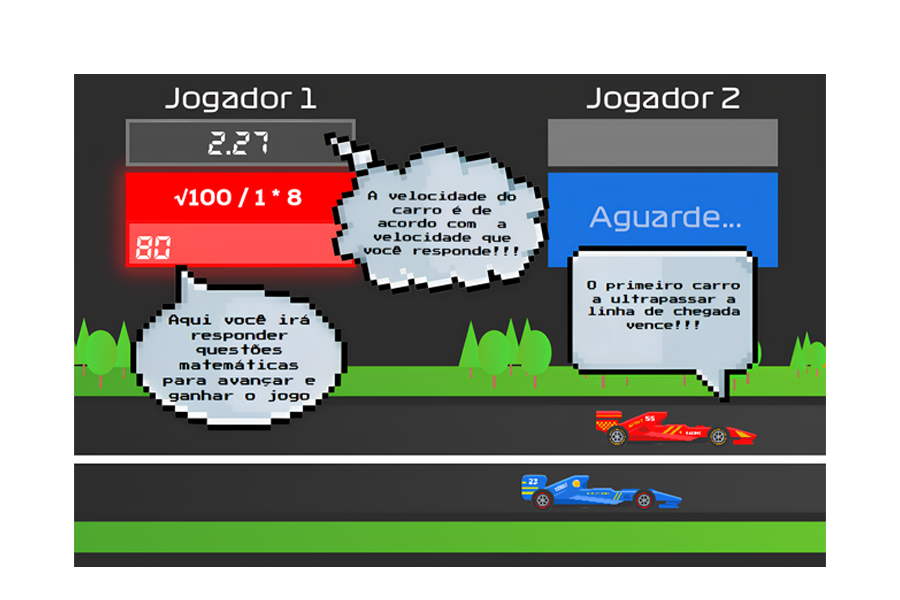 Jogador 1
2.27
√100 / 1 * 8
80
A velocidade do
carro é de
acordo com a
velocidade que
você responde!!!
Jogador 2
Aguarde...
O primeiro carro
a ultrapassar a
linha de chegada
vence!!!
Aqui você irá
responder
questões
matemáticas
para avançar e
ganhar o jogo
55
23